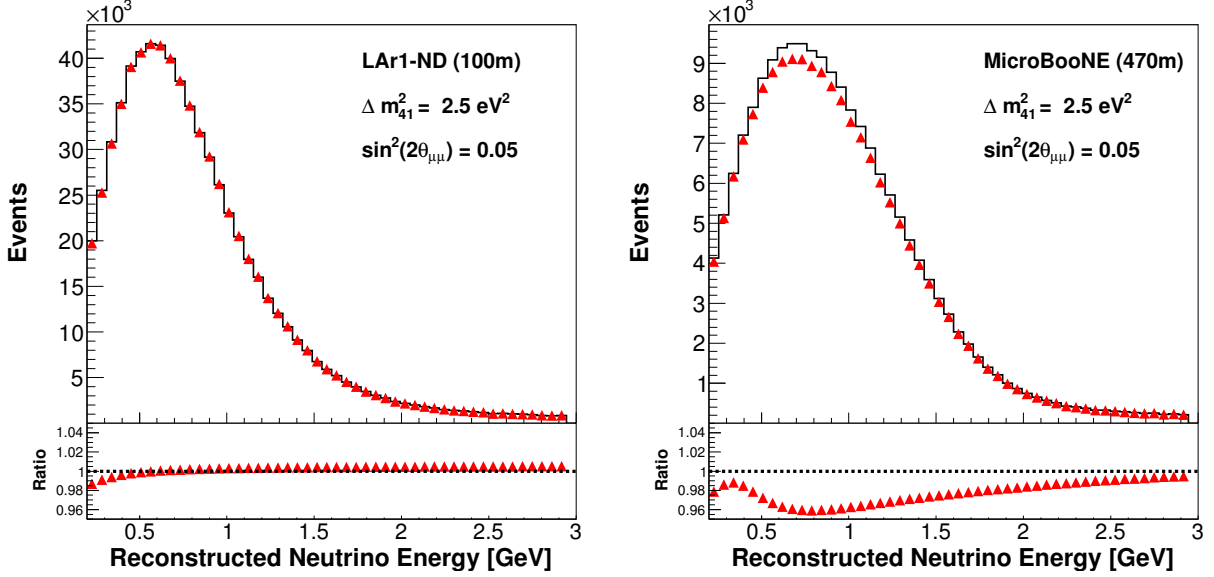 ×10³
40
35
30
25
20
15
10
5
Events
LAr1-ND (100m)
Δ m²₄₁ = 2.5 eV²
sin²(2θμμ) = 0.05
1.04
1.02
1
0.98
0.96
Ratio
0.5 1 1.5 2 2.5 3
Reconstructed Neutrino Energy [GeV]
×10³
9
8
7
6
5
4
3
2
1
Events
MicroBooNE (470m)
Δ m²₄₁ = 2.5 eV²
sin²(2θμμ) = 0.05
1.04
1.02
1
0.98
0.96
Ratio
0.5 1 1.5 2 2.5 3
Reconstructed Neutrino Energy [GeV]